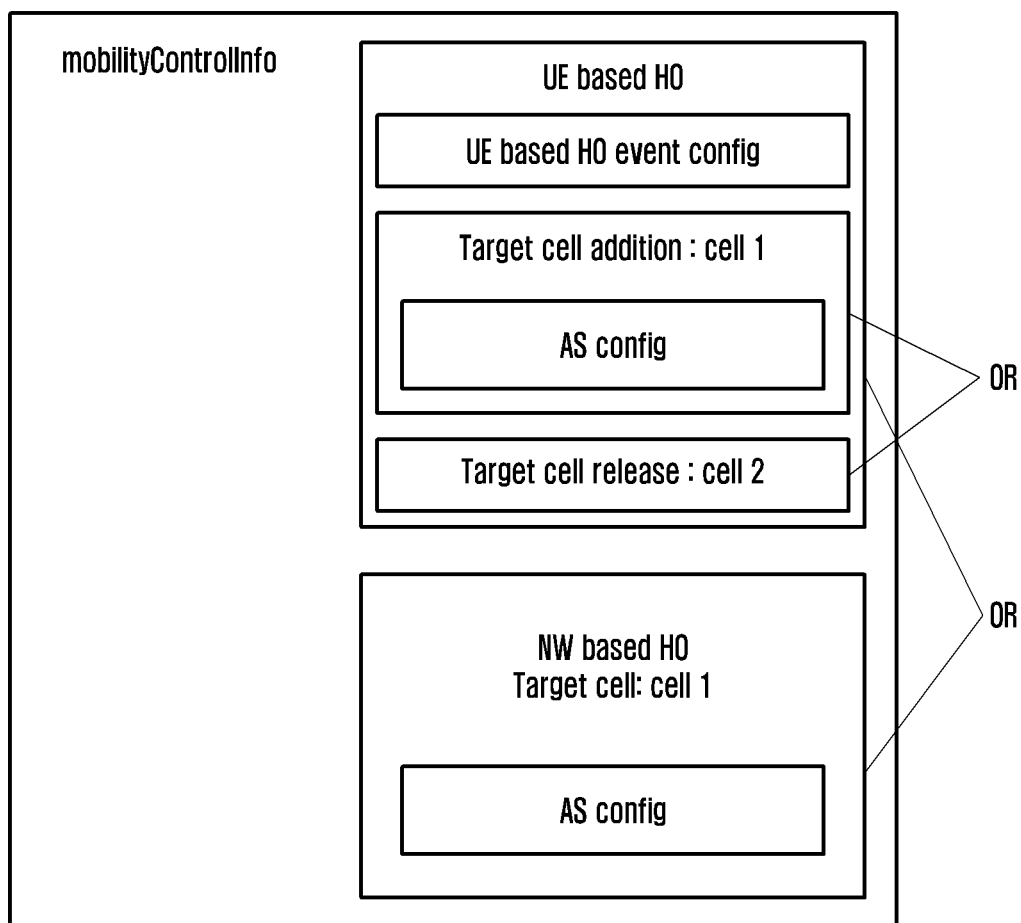 mobilityControlInfo
UE based HO
UE based HO event config
Target cell addition : cell 1
AS config
OR
Target cell release : cell 2
OR
NW based HO
Target cell: cell 1
AS config